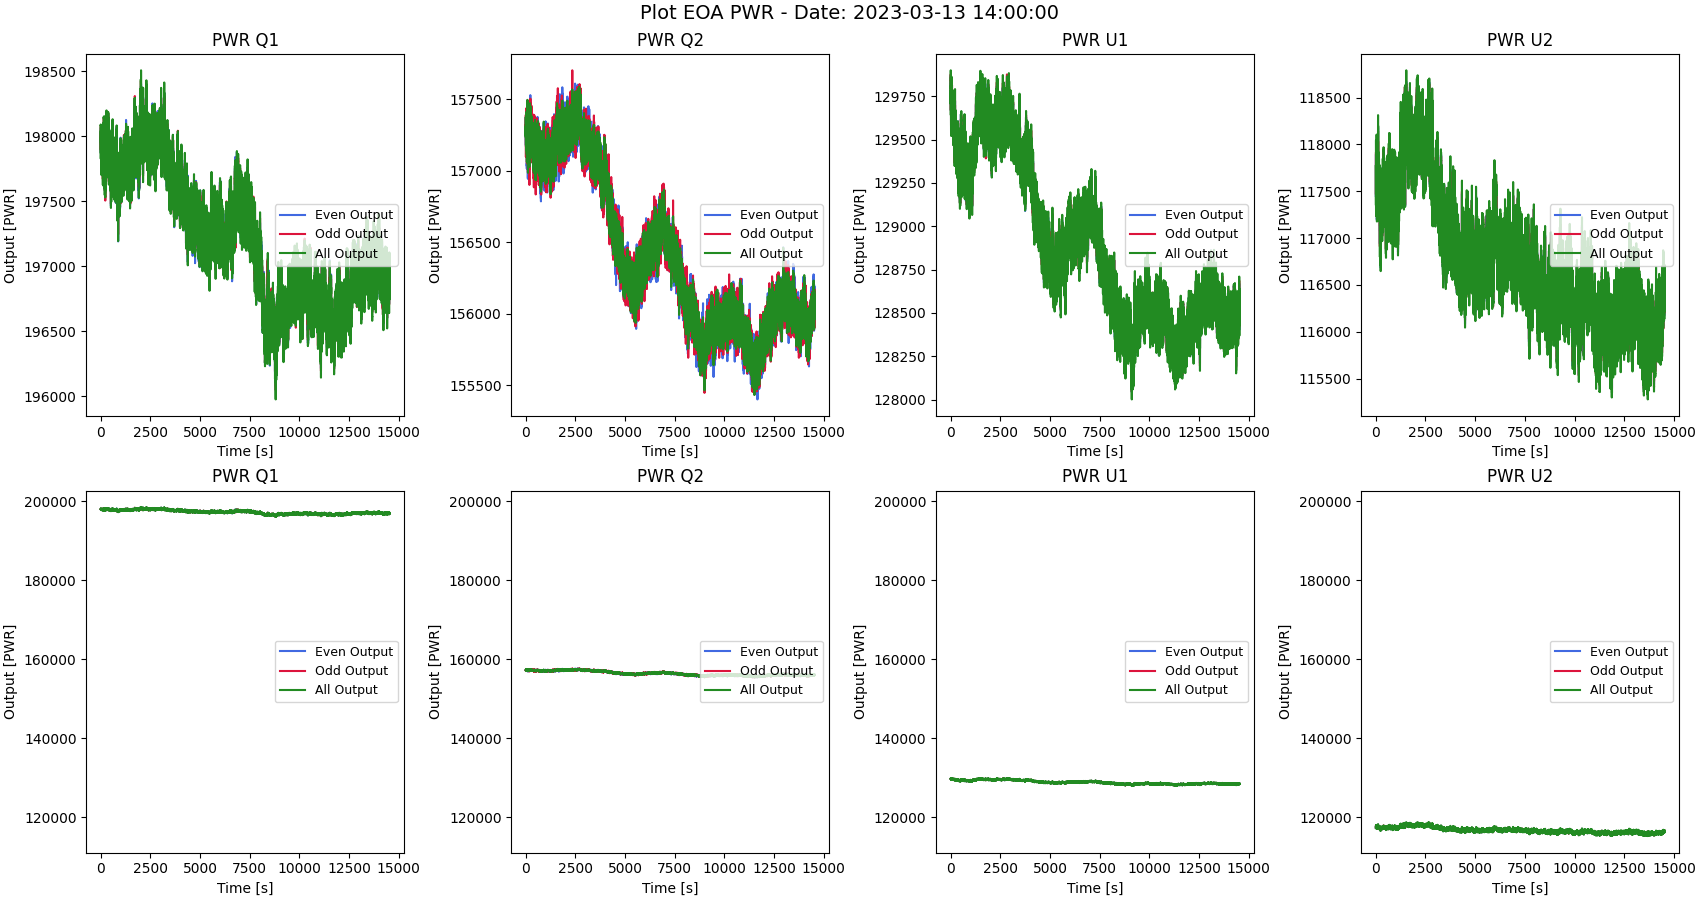 Plot EOA PWR - Date: 2023-03-13 14:00:00
PWR Q1
Output [PWR]
198500
198000
197500
197000
196500
196000
Even Output
Odd Output
All Output
0 2500 5000 7500 10000 12500 15000
Time [s]
PWR Q2
Output [PWR]
157500
157000
156500
156000
155500
Even Output
Odd Output
All Output
0 2500 5000 7500 10000 12500 15000
Time [s]
PWR U1
Output [PWR]
129750
129500
129250
129000
128750
128500
128250
128000
Even Output
Odd Output
All Output
0 2500 5000 7500 10000 12500 15000
Time [s]
PWR U2
Output [PWR]
118500
118000
117500
117000
116500
116000
115500
Even Output
Odd Output
All Output
0 2500 5000 7500 10000 12500 15000
Time [s]
PWR Q1
Output [PWR]
200000
180000
160000
140000
120000
Even Output
Odd Output
All Output
0 2500 5000 7500 10000 12500 15000
Time [s]
PWR Q2
Output [PWR]
200000
180000
160000
140000
120000
Even Output
Odd Output
All Output
0 2500 5000 7500 10000 12500 15000
Time [s]
PWR U1
Output [PWR]
200000
180000
160000
140000
120000
Even Output
Odd Output
All Output
0 2500 5000 7500 10000 12500 15000
Time [s]
PWR U2
Output [PWR]
200000
180000
160000
140000
120000
Even Output
Odd Output
All Output
0 2500 5000 7500 10000 12500 15000
Time [s]